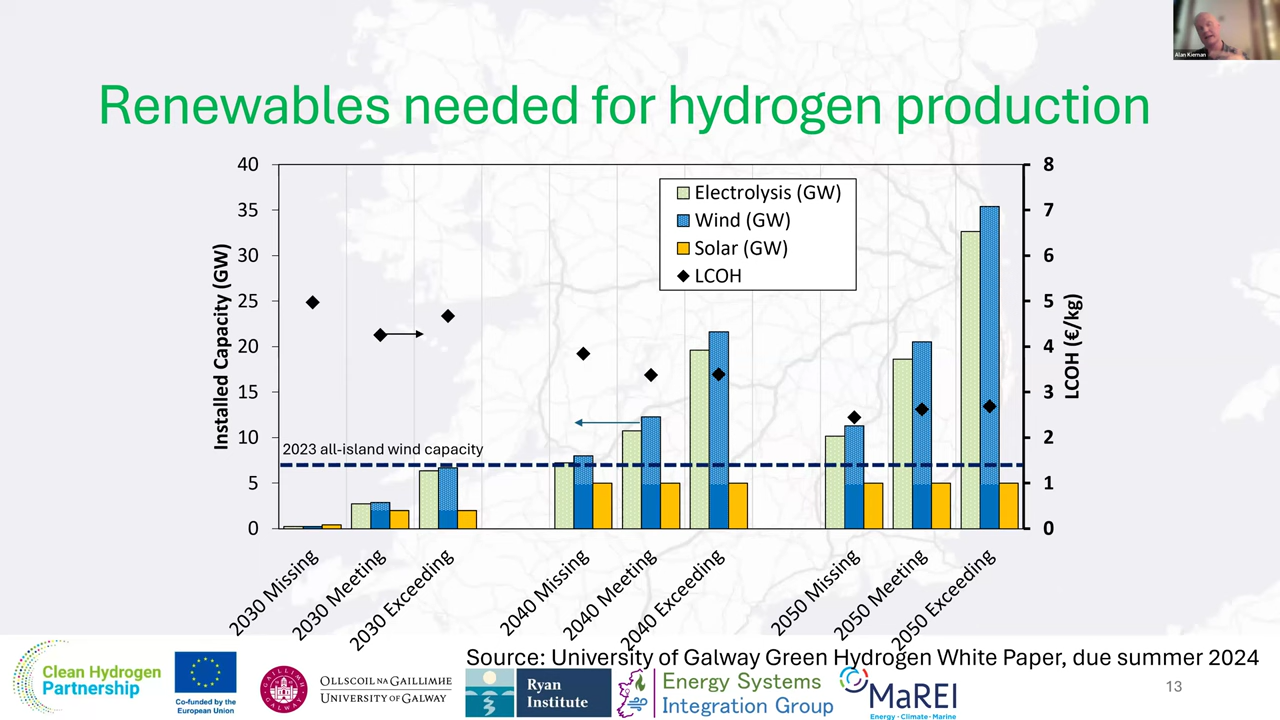 Alan Kiernan
Renewables needed for hydrogen production
40
35
30
25
20
15
10
5
0
Installed Capacity (GW)
8
7
6
5
4
3
2
1
0
LCOH (€/kg)
Electrolysis (GW)
Wind (GW)
Solar (GW)
LCOH
2023 all-island wind capacity
2030 Missing
2030 Meeting
2030 Exceeding
2040 Missing
2040 Meeting
2040 Exceeding
2050 Missing
2050 Meeting
2050 Exceeding
Source: University of Galway Green Hydrogen White Paper, due summer 2024
Clean Hydrogen
Partnership
Co-funded by the
European Union
OLLSCOIL NA GAILLIMHE
UNIVERSITY OF GALWAY
Ryan
Institute
Energy Systems
Integration Group
MaREI
Energy • Climate • Marine
13